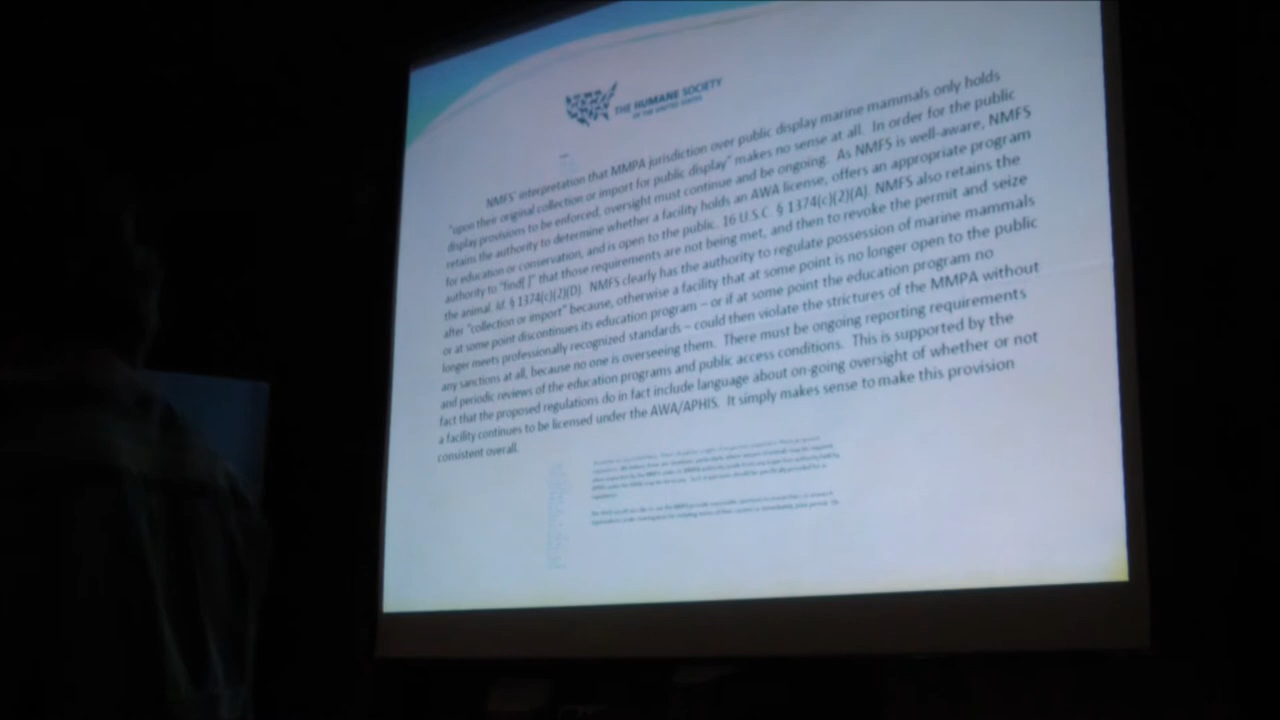 THE HUMANE SOCIETY
OF THE UNITED STATES
NMFS' interpretation that MMPA jurisdiction over public display marine mammals only holds
"upon their original collection or import for public display" makes no sense at all. In order for the public
display provisions to be enforced, oversight must continue and be ongoing. As NMFS is well-aware, NMFS
retains the authority to determine whether a facility holds an AWA license, offers an appropriate program
for education or conservation, and is open to the public. 16 U.S.C. § 1374(c)(2)(A). NMFS also retains the
authority to "find[ ]" that those requirements are not being met, and then to revoke the permit and seize
the animal. Id. § 1374(c)(2)(D). NMFS clearly has the authority to regulate possession of marine mammals
after "collection or import" because, otherwise a facility that at some point is no longer open to the public
or at some point discontinues its education program – or if at some point the education program no
longer meets professionally recognized standards – could then violate the strictures of the MMPA without
any sanctions at all, because no one is overseeing them. There must be ongoing reporting requirements
and periodic reviews of the education programs and public access conditions. This is supported by the
fact that the proposed regulations do in fact include language about on-going oversight of whether or not
a facility continues to be licensed under the AWA/APHIS. It simply makes sense to make this provision
consistent overall.